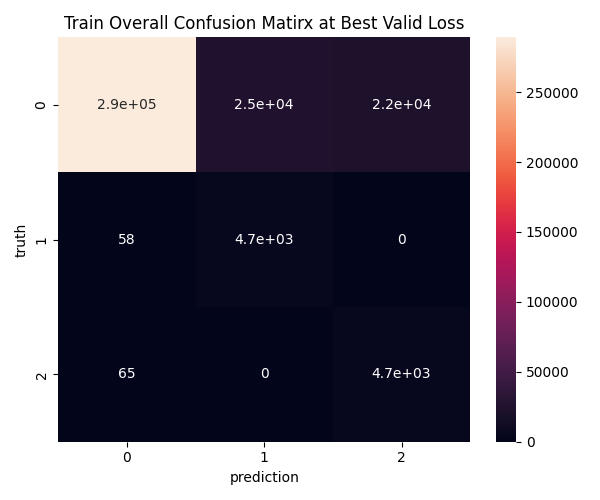 Train Overall Confusion Matirx at Best Valid Loss
0
2.9e+05
2.5e+04
2.2e+04
1
58
4.7e+03
0
2
65
0
4.7e+03
0
1
2
truth
prediction
250000
200000
150000
100000
50000
0